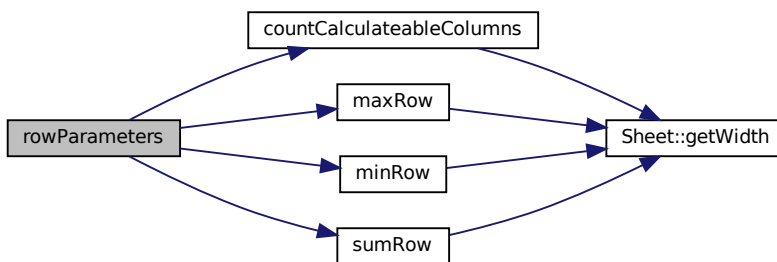 countCalculateableColumns
maxRow
rowParameters
Sheet::getWidth
minRow
sumRow